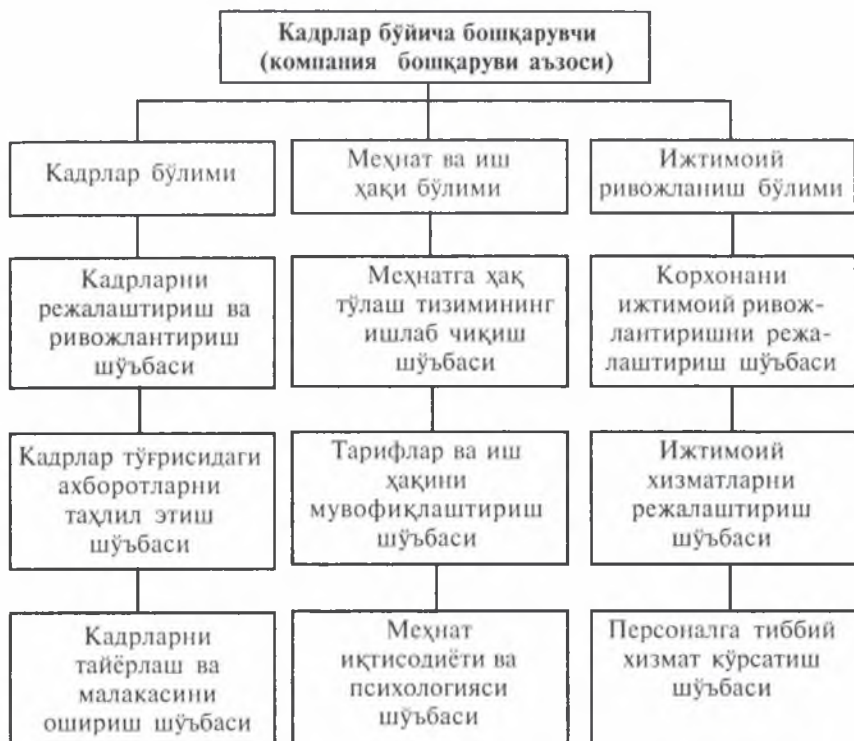 Кадрлар бўйича бошқарувчи
(компания бошқаруви аъзоси)
Кадрлар бўлими
Меҳнат ва иш
ҳақи бўлими
Ижтимоий
ривожланиш бўлими
Кадрларни
режалаштириш ва
ривожлантириш
шўъбаси
Меҳнатга ҳақ
тўлаш тизимининг
ишлаб чиқиш
шўъбаси
Корхонани
ижтимоий ривож-
лантиришни режа-
лаштириш шўъбаси
Кадрлар тўғрисидаги
ахборотларни
таҳлил этиш
шўъбаси
Тарифлар ва иш
ҳақини
мувофиқлаштириш
шўъбаси
Ижтимоий
хизматларни
режалаштириш
шўъбаси
Кадрларни
тайёрлаш ва
малакасини
ошириш шўъбаси
Меҳнат
иқтисодиёти ва
психологияси
шўъбаси
Персоналга тиббий
хизмат кўрсатиш
шўъбаси